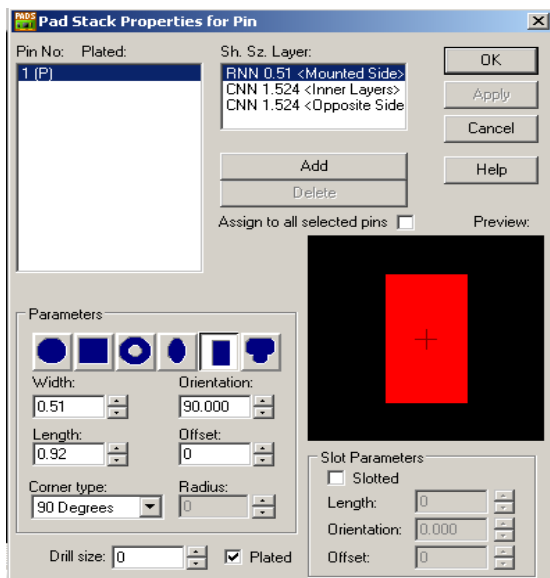 PADS
Pad Stack Properties for Pin
Pin No: Plated:
1 (P)
Sh. Sz. Layer:
RNN 0.51 <Mounted Side>
CNN 1.524 <Inner Layers>
CNN 1.524 <Opposite Side
OK
Apply
Cancel
Help
Add
Delete
Assign to all selected pins
Preview:
Parameters
Width:
0.51
Orientation:
90.000
Length:
0.92
Offset:
0
Corner type:
90 Degrees
Radius:
0
Drill size: 0
Plated
Slot Parameters
Slotted
Length: 0
Orientation: 0.000
Offset: 0